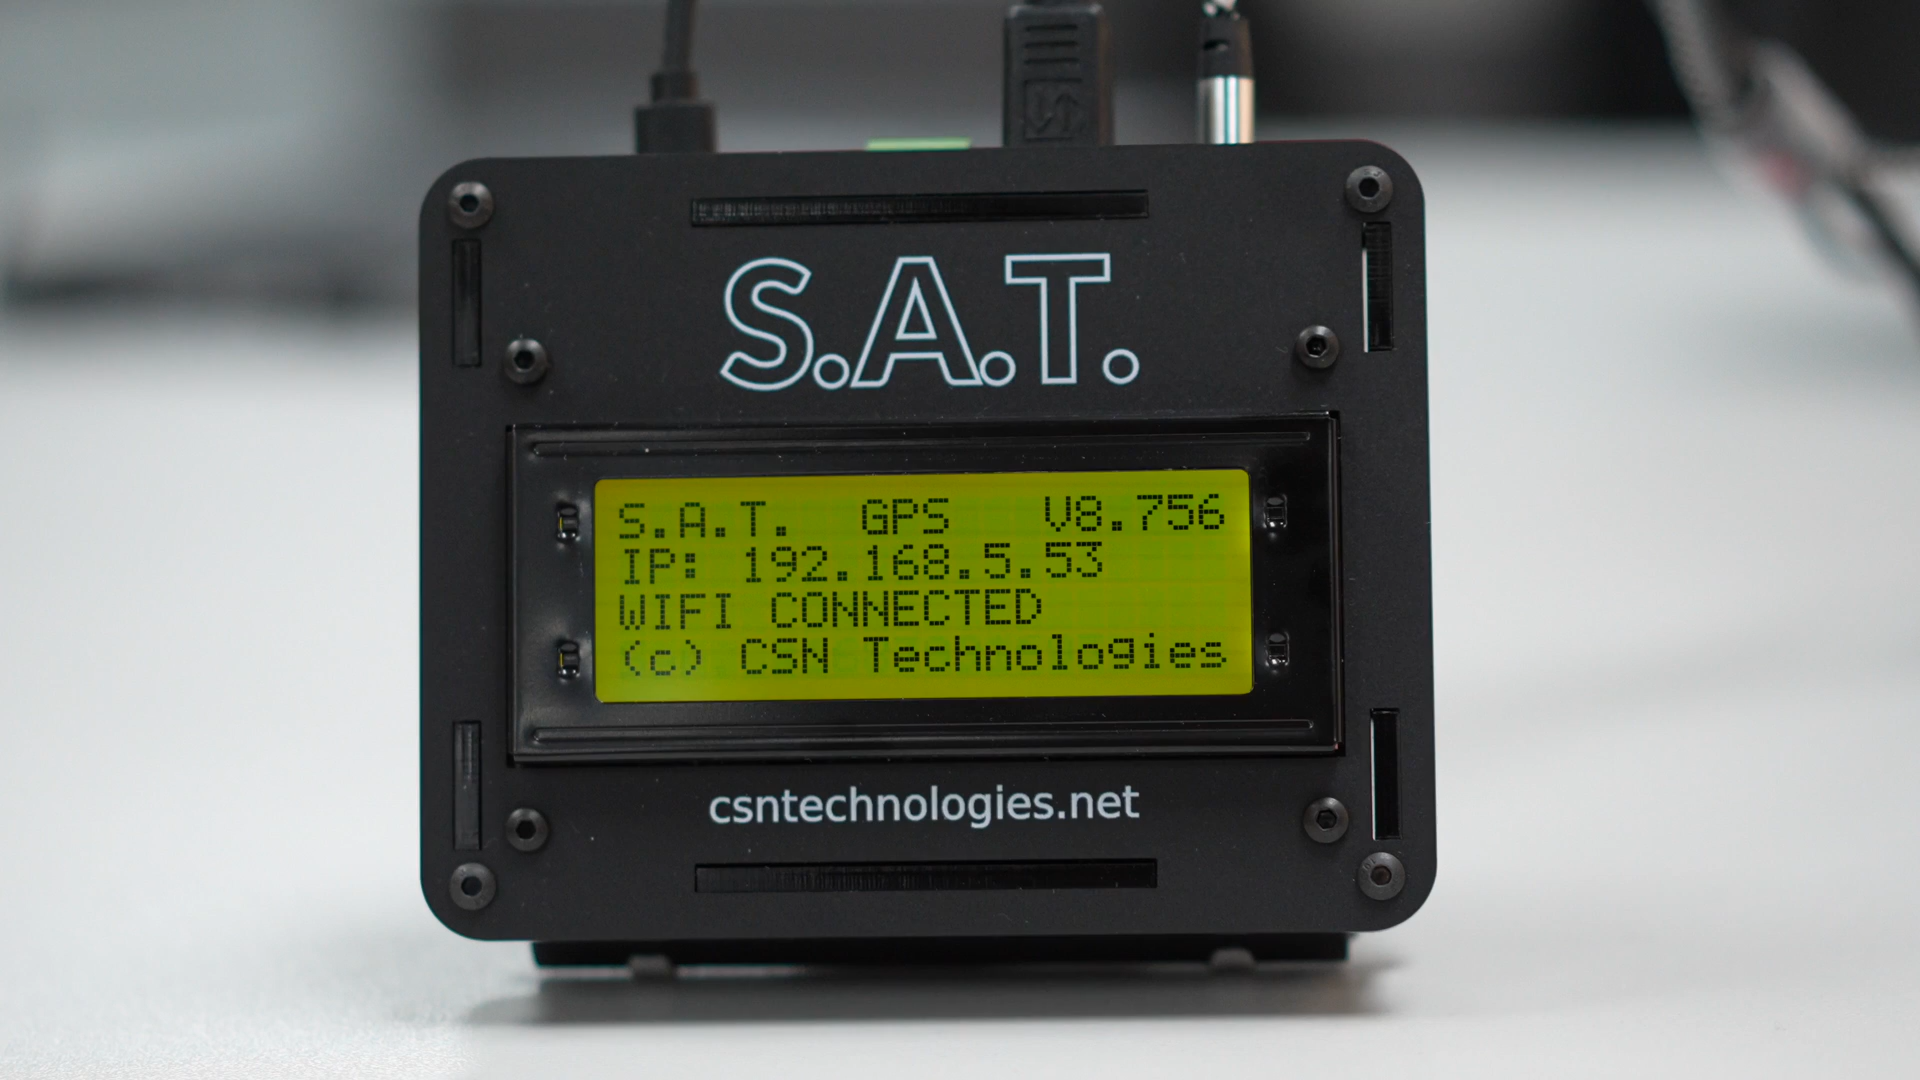 S.A.T.
S.A.T. GPS V8.756
IP: 192.168.5.53
WIFI CONNECTED
(c) CSN Technologies
csntechnologies.net